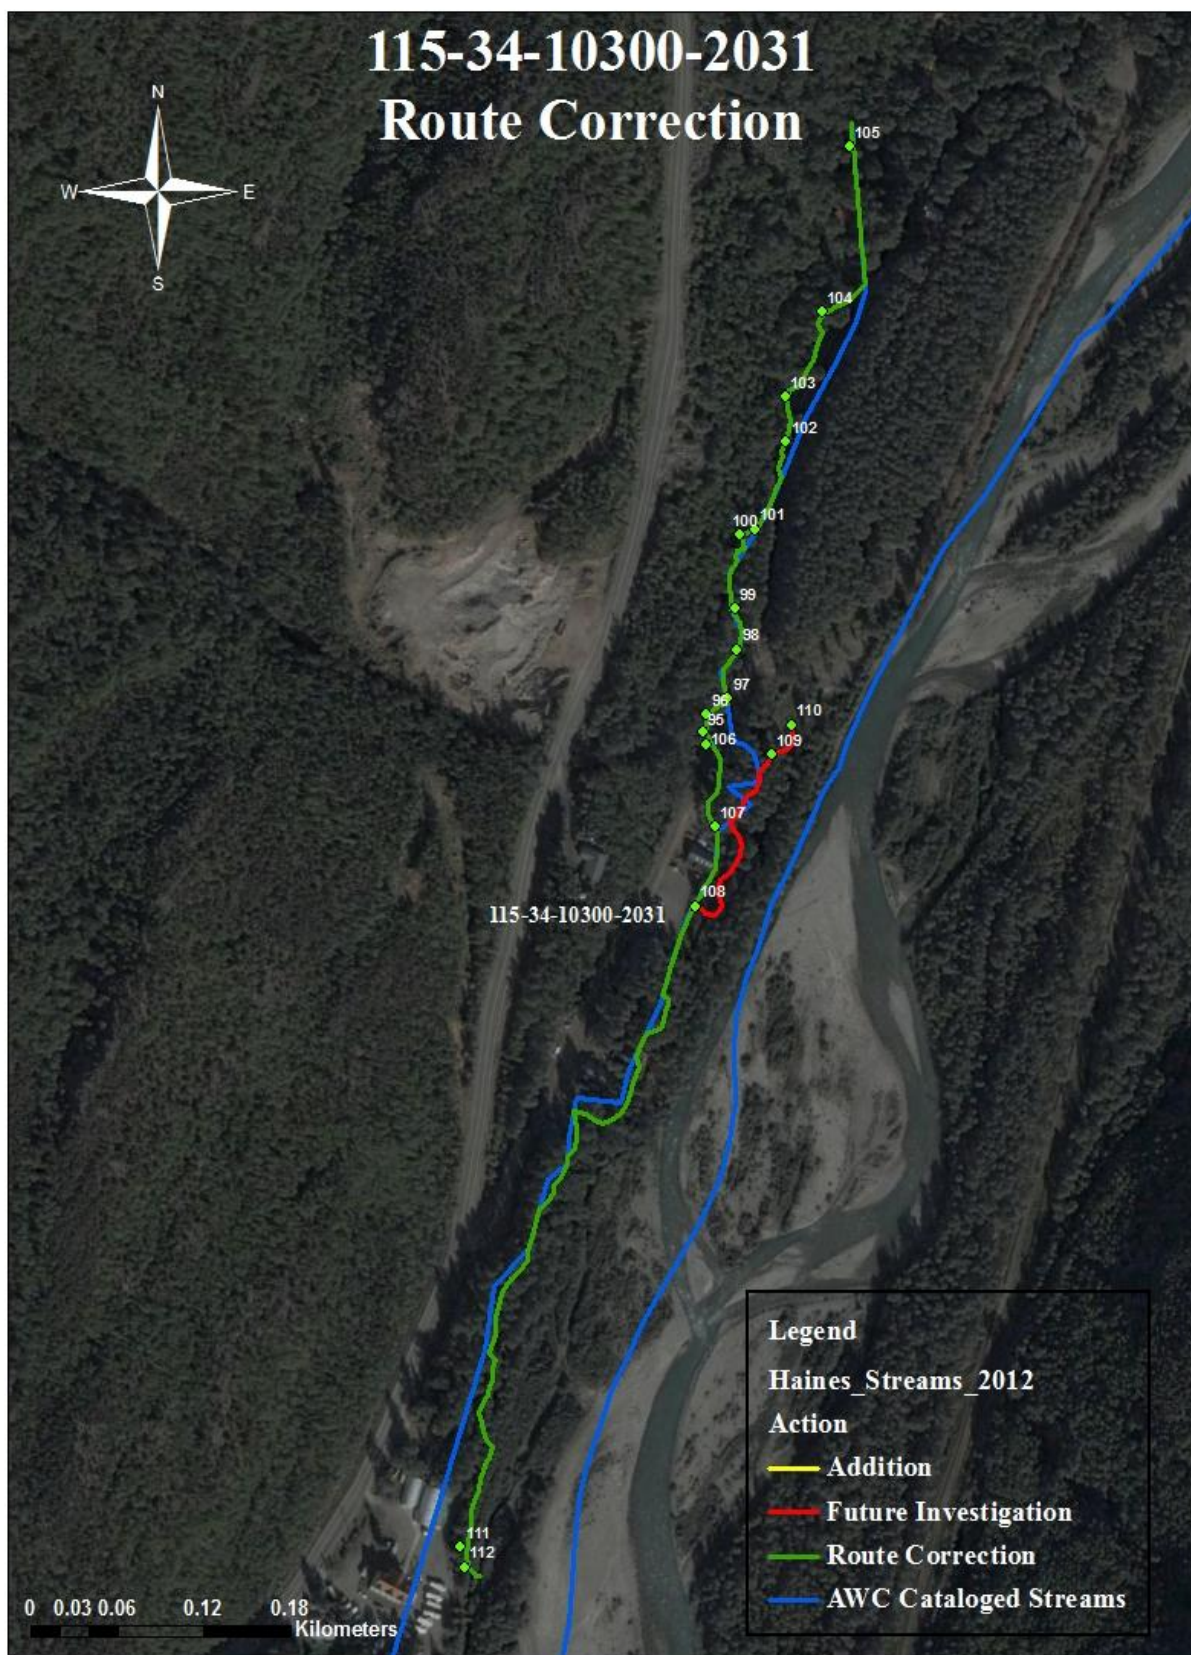 115-34-10300-2031
Route Correction
N
W E
S
105
104
103
102
101
100
99
98
97
96
95
106
110
109
107
108
115-34-10300-2031
111
112
Legend
Haines_Streams_2012
Action
Addition
Future Investigation
Route Correction
AWC Cataloged Streams
0 0.03 0.06 0.12 0.18
Kilometers